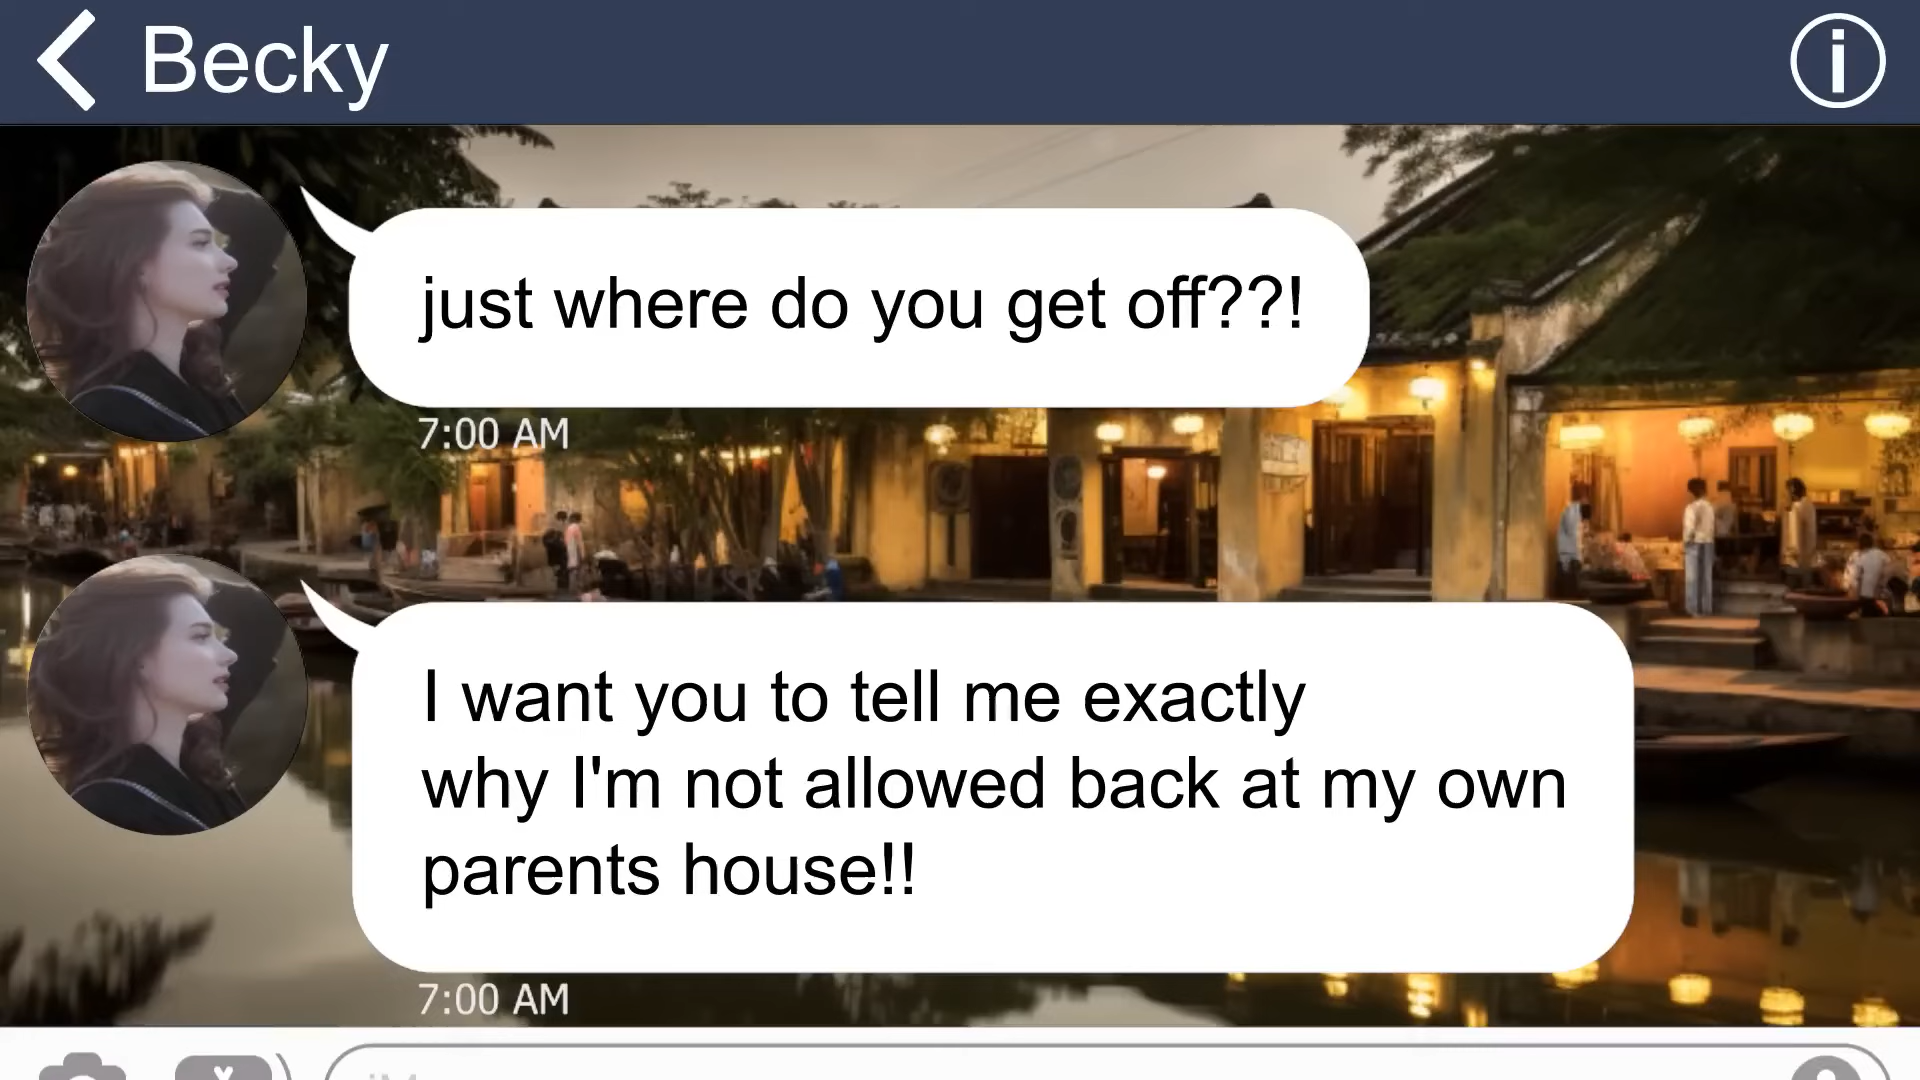 Becky
just where do you get off??!
7:00 AM
I want you to tell me exactly
why I'm not allowed back at my own
parents house!!
7:00 AM